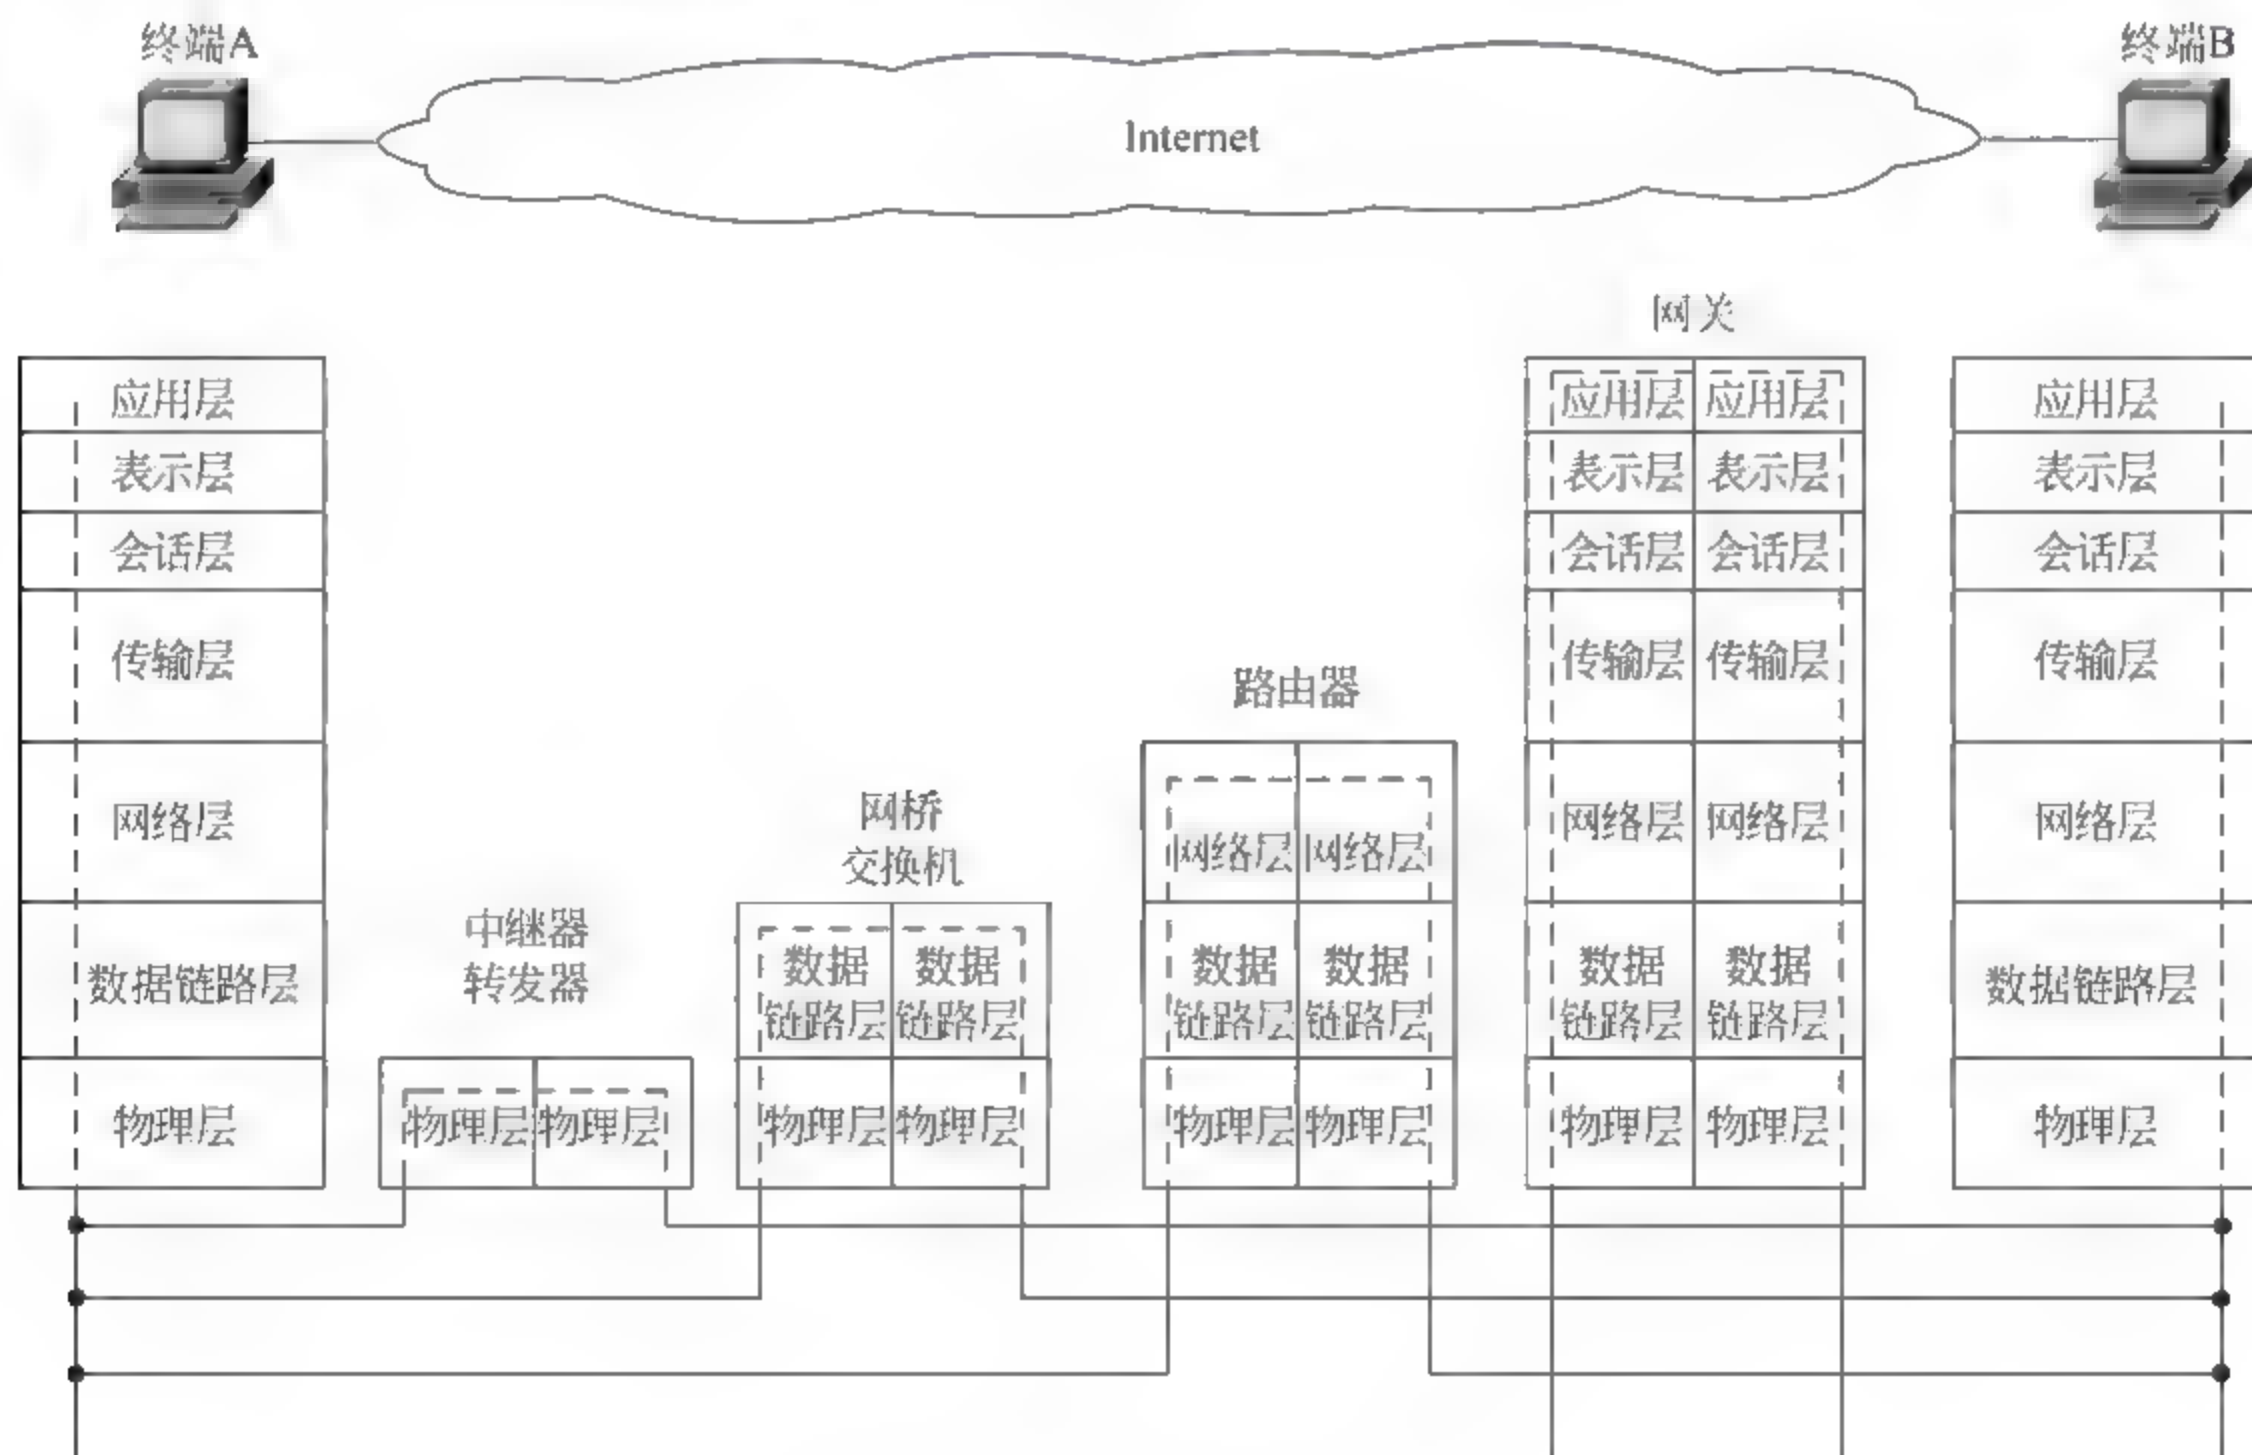 终端A
终端B
Internet
应用层
表示层
会话层
传输层
网络层
数据链路层
物理层
中继器
转发器
物理层 物理层
网桥
交换机
数据 数据
链路层 链路层
物理层 物理层
路由器
网络层 网络层
数据 数据
链路层 链路层
物理层 物理层
网关
应用层 应用层
表示层 表示层
会话层 会话层
传输层 传输层
网络层 网络层
数据 数据
链路层 链路层
物理层 物理层
应用层
表示层
会话层
传输层
网络层
数据链路层
物理层